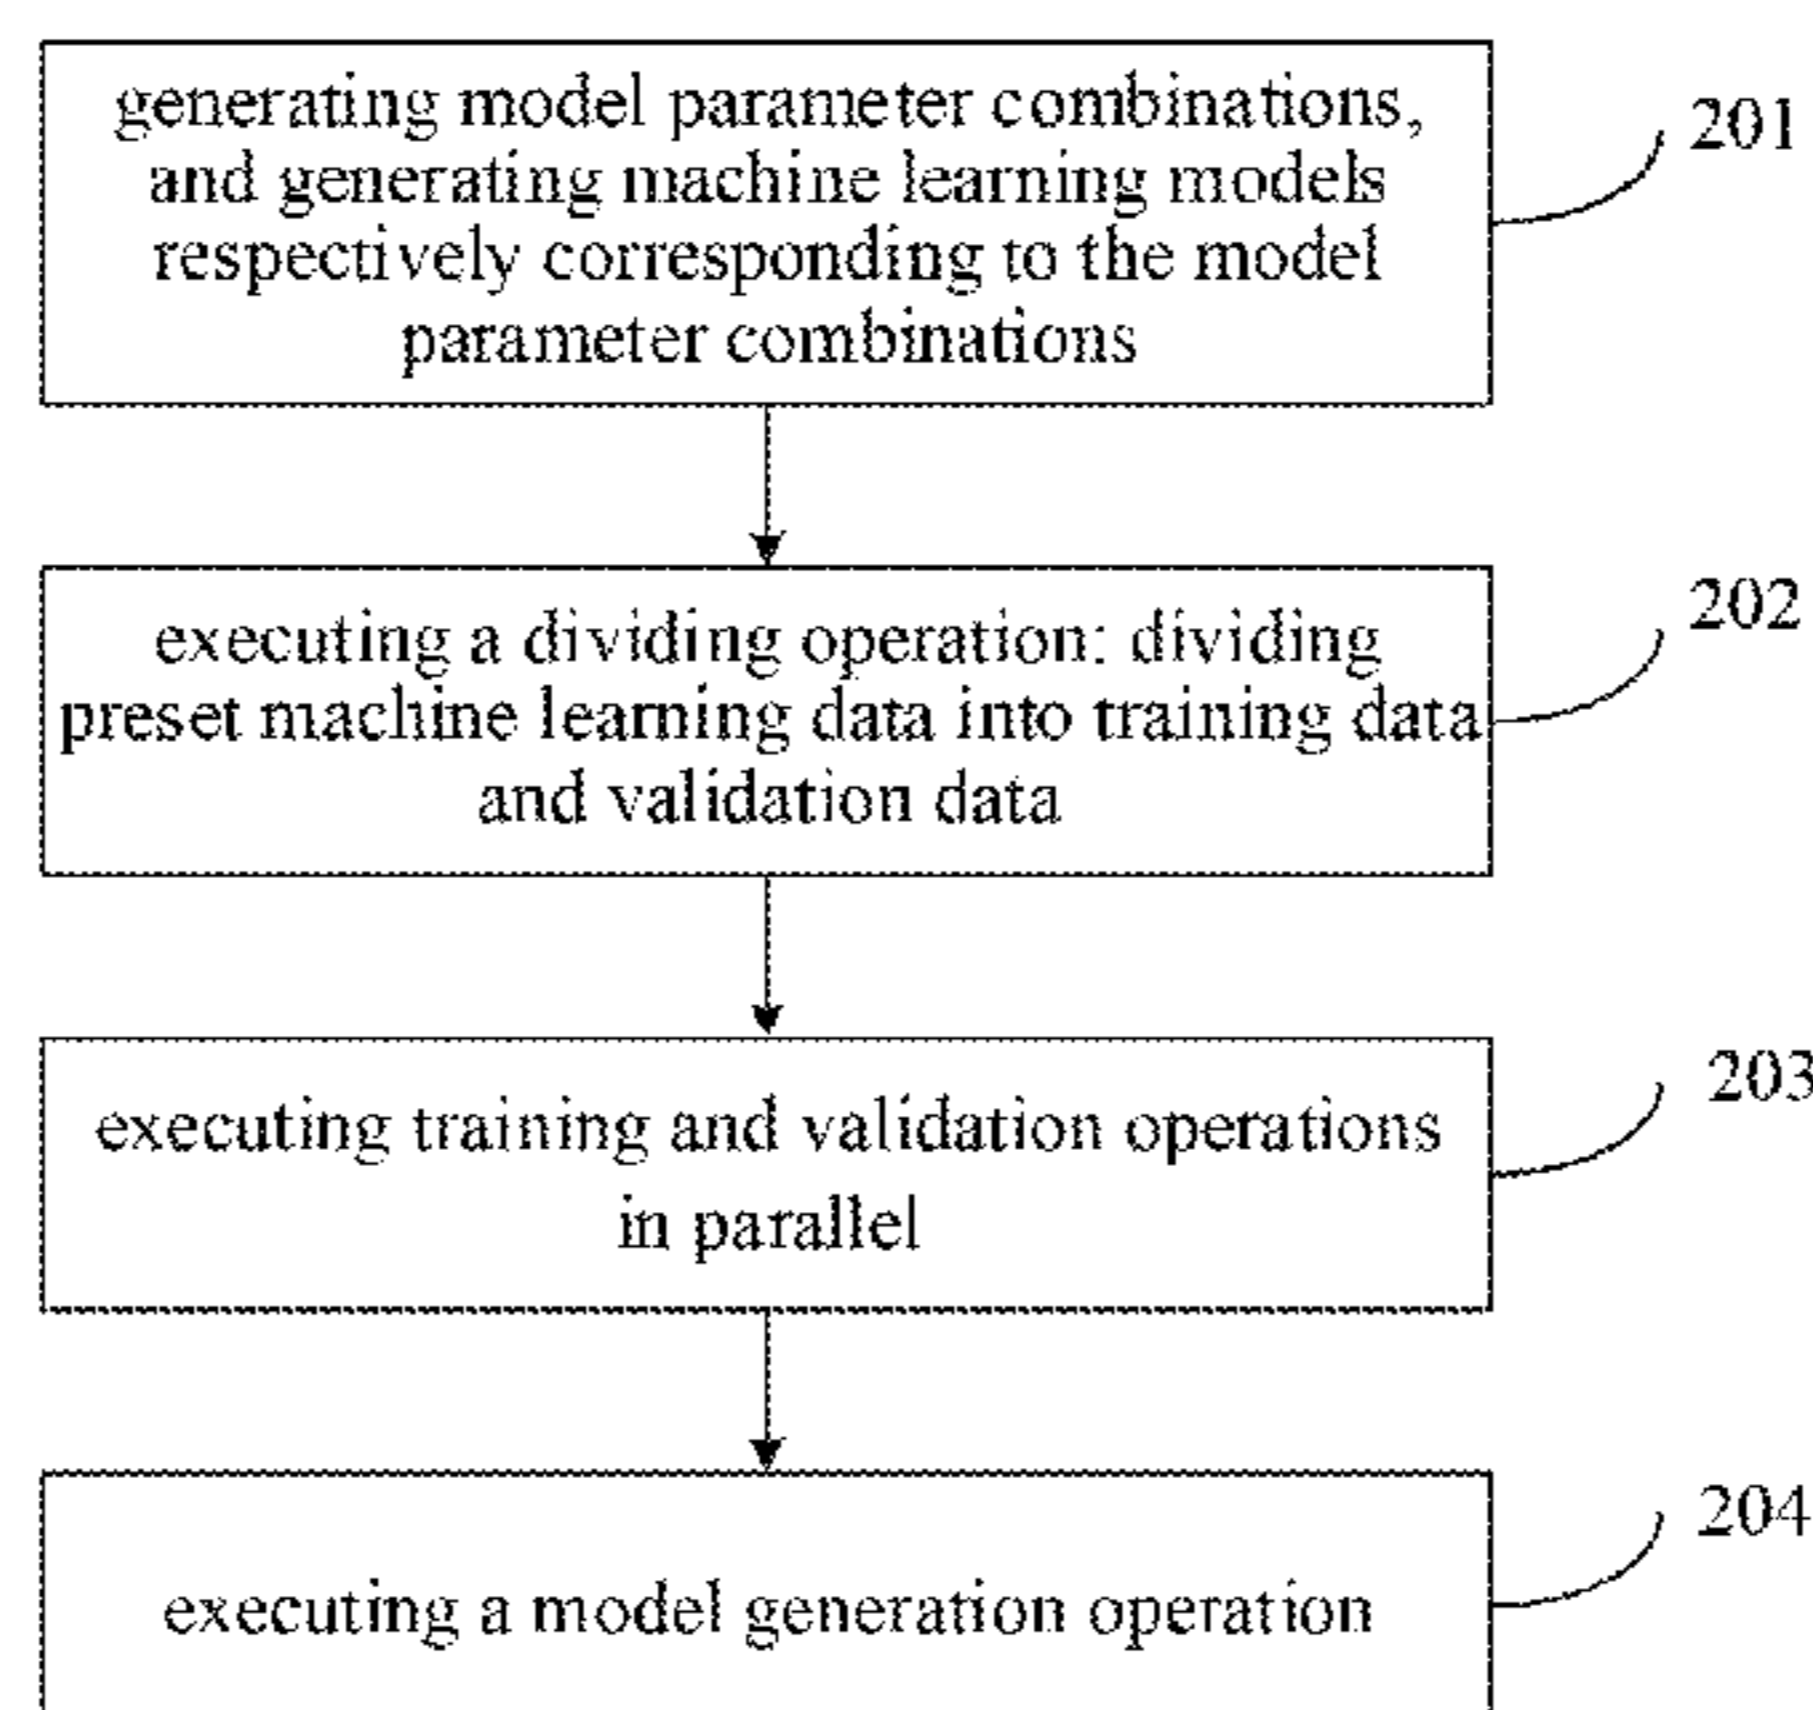 generating model parameter combinations,
and generating machine learning models
respectively corresponding to the model
parameter combinations
201
executing a dividing operation: dividing
preset machine learning data into training data
and validation data
202
executing training and validation operations
in parallel
203
executing a model generation operation
204